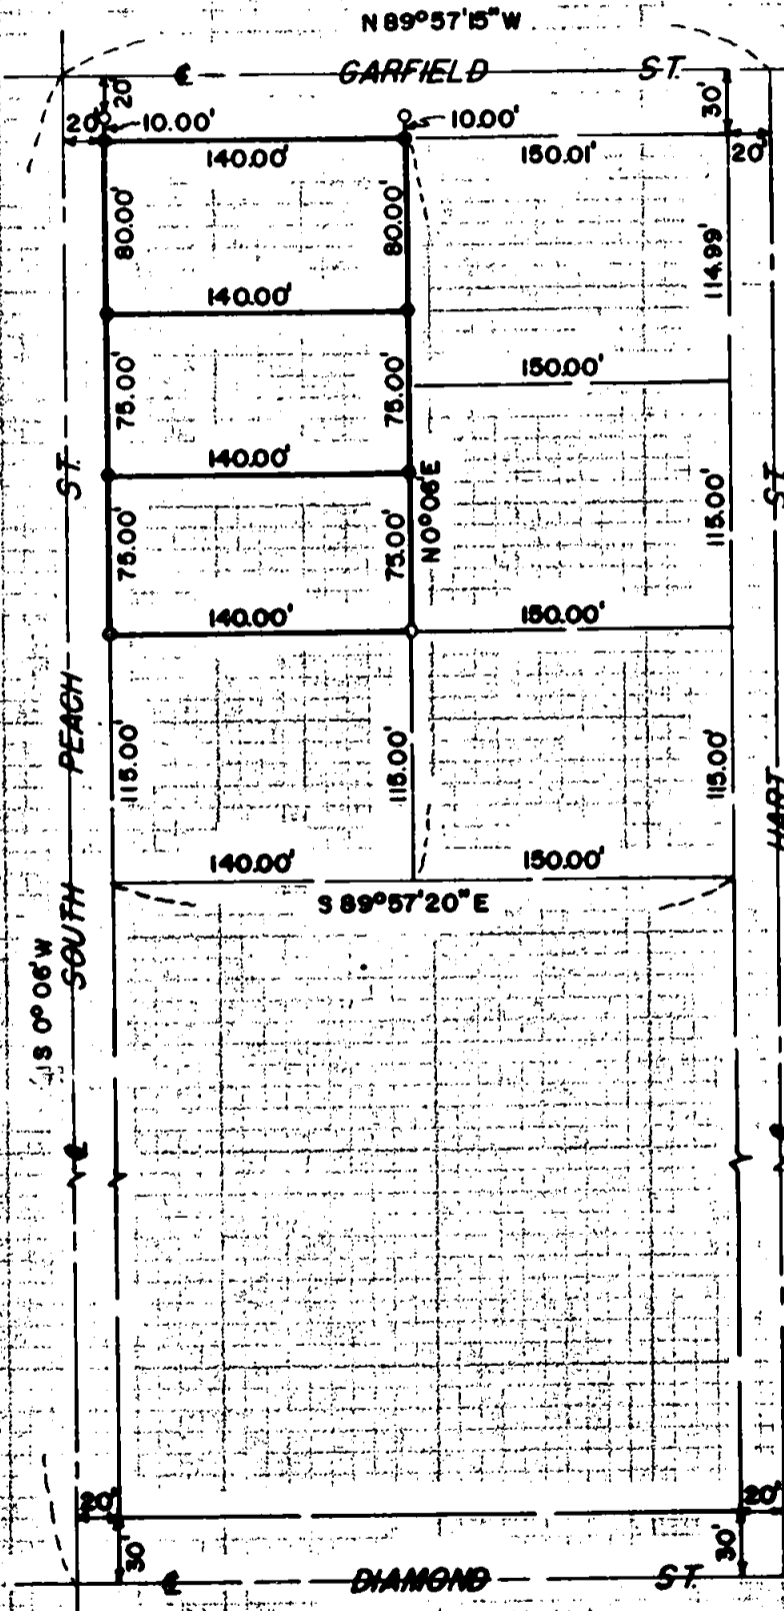 N 89°57'15"W
℄ GARFIELD ST.
20'
30'
20' 10.00' 10.00'
140.00' 150.01' 20'
80.00' 80.00' 114.99'
140.00'
150.00'
75.00' 75.00'
140.00'
N 0°06'E
115.00'
ST.
ST
75.00' 75.00'
140.00' 150.00'
SOUTH PEACH
HART
115.00' 115.00' 115.00'
140.00' 150.00'
S 89°57'20"E
S 0°06'W
℄
℄
20' 20'
30' 30'
℄ DIAMOND ST.